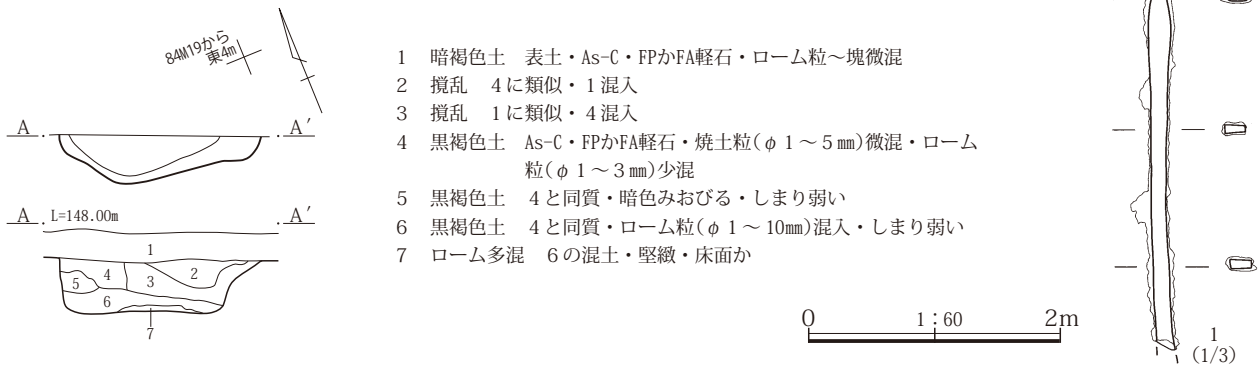 84M19から
東4m
A A′
A L=148.00m A′
1
2
3
4
5
6
7
1 暗褐色土 表土・As-C・FPかFA軽石・ローム粒～塊微混
2 攪乱 4に類似・1混入
3 攪乱 1に類似・4混入
4 黒褐色土 As-C・FPかFA軽石・焼土粒(φ1～5㎜)微混・ローム
粒(φ1～3㎜)少混
5 黒褐色土 4と同質・暗色みおびる・しまり弱い
6 黒褐色土 4と同質・ローム粒(φ1～10㎜)混入・しまり弱い
7 ローム多混 6の混土・堅緻・床面か
0 1:60 2m
1
(1/3)